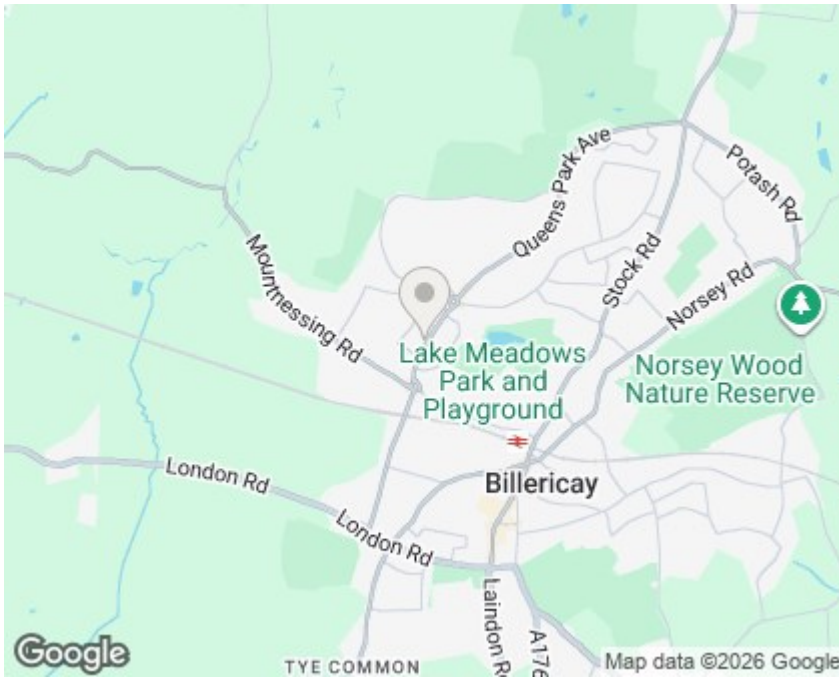 Queens Park Ave
Potash Rd
Stock Rd
Norsey Rd
Mountnessing Rd
Lake Meadows
Park and
Playground
Norsey Wood
Nature Reserve
London Rd
Billericay
London Rd
Laindon Rd
A176
TYE COMMON
Google
Map data ©2026 Google